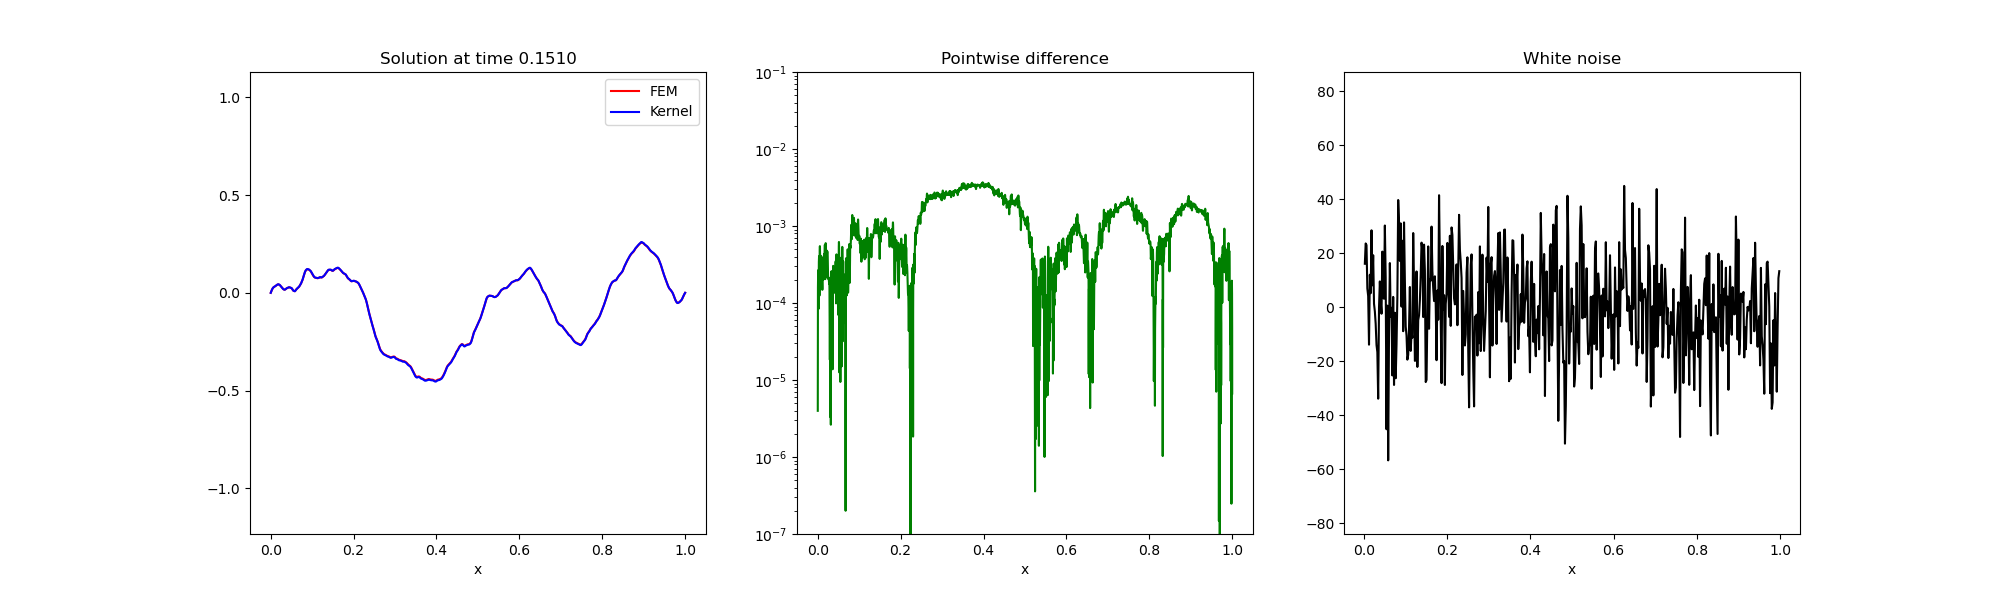 Solution at time 0.1510
1.0
0.5
0.0
−0.5
−1.0
FEM
Kernel
0.0 0.2 0.4 0.6 0.8 1.0
x
Pointwise difference
10⁻¹
10⁻²
10⁻³
10⁻⁴
10⁻⁵
10⁻⁶
10⁻⁷
0.0 0.2 0.4 0.6 0.8 1.0
x
White noise
80
60
40
20
0
−20
−40
−60
−80
0.0 0.2 0.4 0.6 0.8 1.0
x